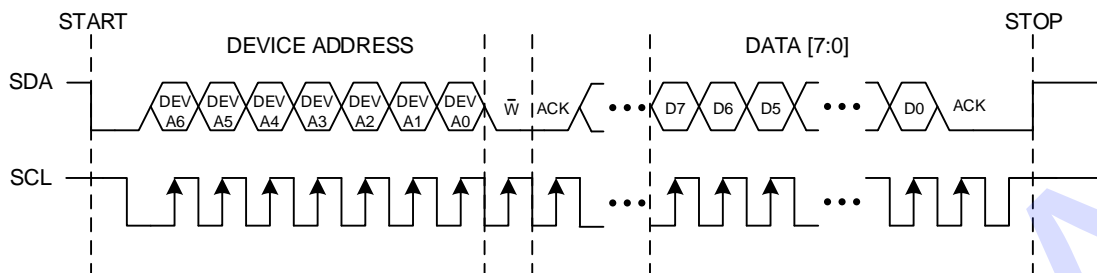 START STOP
DEVICE ADDRESS DATA [7:0]
SDA
DEV A6 DEV A5 DEV A4 DEV A3 DEV A2 DEV A1 DEV A0 W̅ ACK ••• D7 D6 D5 ••• D0 ACK
SCL ••• •••